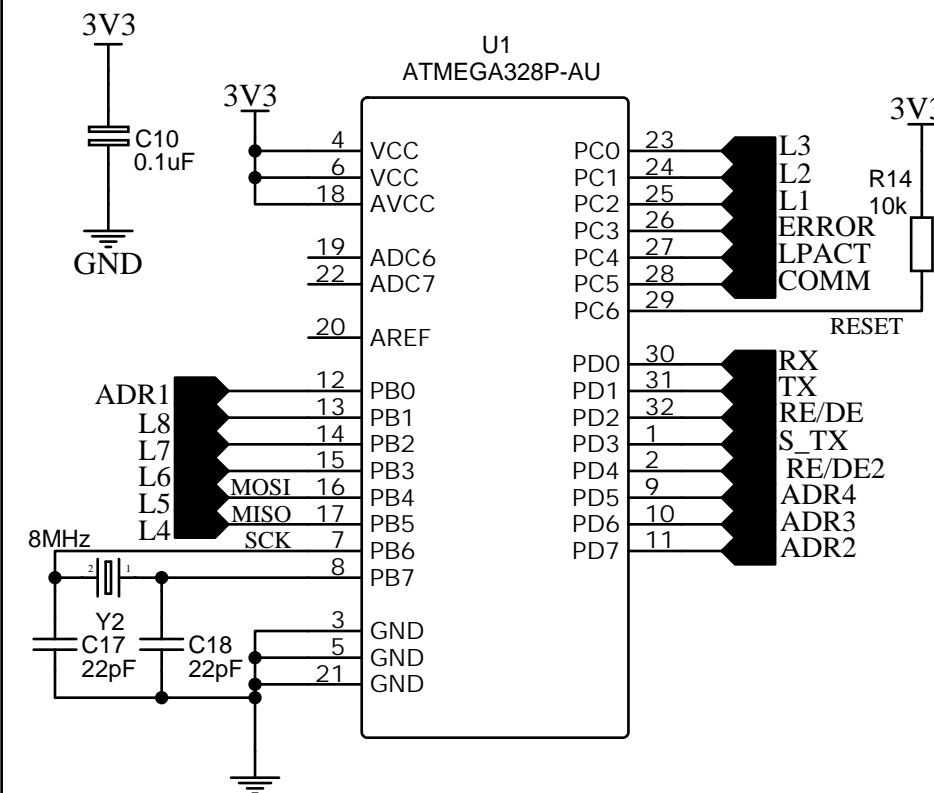 3V3
C10
0.1uF
GND
U1
ATMEGA328P-AU
3V3
4 VCC
6 VCC
18 AVCC
19 ADC6
22 ADC7
20 AREF
ADR1 12 PB0
L8 13 PB1
L7 14 PB2
L6 15 PB3
L5 MOSI 16 PB4
L4 MISO 17 PB5
SCK 7 PB6
8 PB7
8MHz
2 1
Y2
C17
22pF
C18
22pF
3 GND
5 GND
21 GND
PC0 23 L3
PC1 24 L2
PC2 25 L1
PC3 26 ERROR
PC4 27 LPACT
PC5 28 COMM
PC6 29
RESET
3V3
R14
10k
PD0 30 RX
PD1 31 TX
PD2 32 RE/DE
PD3 1 S_TX
PD4 2 RE/DE2
PD5 9 ADR4
PD6 10 ADR3
PD7 11 ADR2